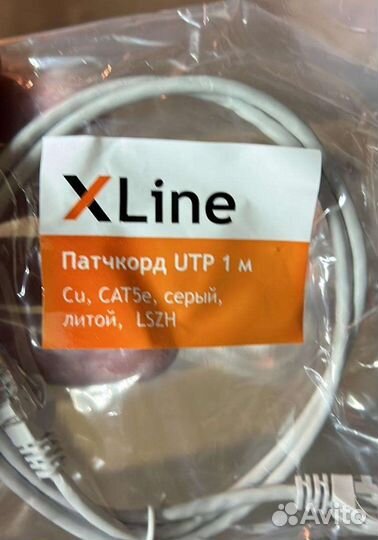 XLine
Патчкорд UTP 1 м
Cu, CAT5e, серый,
литой, LSZH
Avito